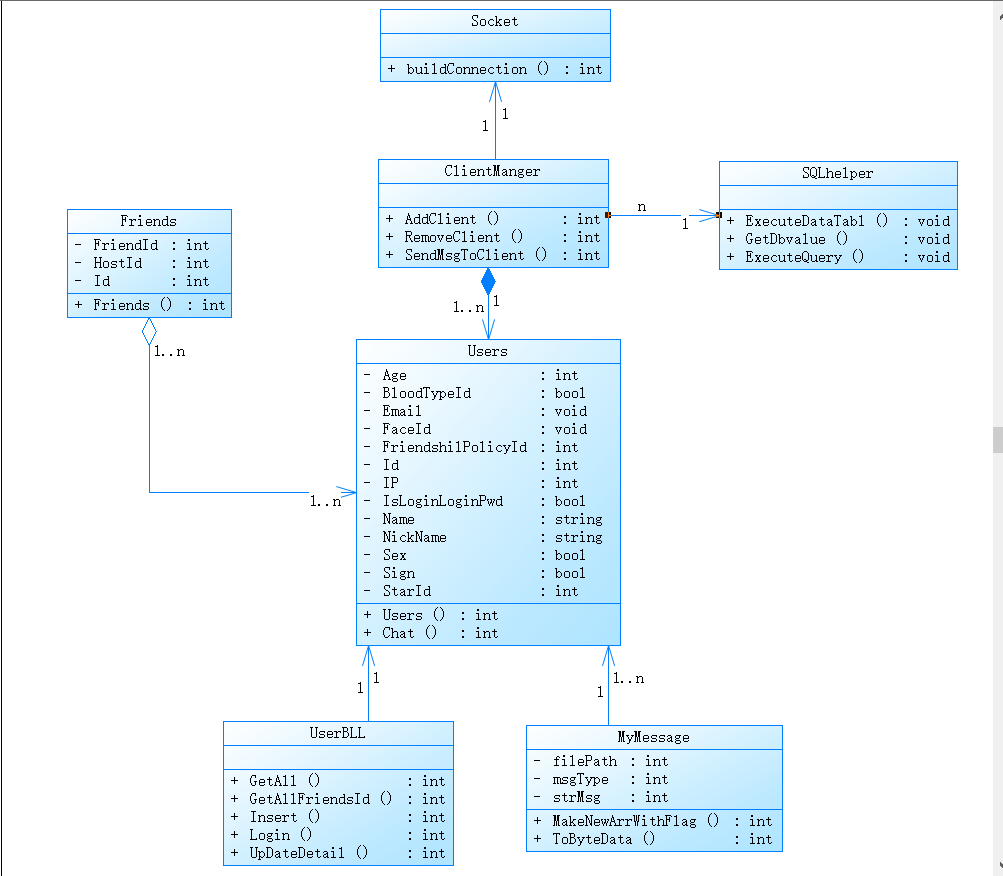 Socket
+ buildConnection () : int
1
1
ClientManger
+ AddClient () : int
+ RemoveClient () : int
+ SendMsgToClient () : int
n
1
SQLhelper
+ ExecuteDataTabl () : void
+ GetDbvalue () : void
+ ExecuteQuery () : void
Friends
- FriendId : int
- HostId : int
- Id : int
+ Friends () : int
1..n
1..n
1..n
1
Users
- Age : int
- BloodTypeId : bool
- Email : void
- FaceId : void
- FriendshilPolicyId : int
- Id : int
- IP : int
- IsLoginLoginPwd : bool
- Name : string
- NickName : string
- Sex : bool
- Sign : bool
- StarId : int
+ Users () : int
+ Chat () : int
1
1
1..n
1
UserBLL
+ GetAll () : int
+ GetAllFriendsId () : int
+ Insert () : int
+ Login () : int
+ UpDateDetail () : int
MyMessage
- filePath : int
- msgType : int
- strMsg : int
+ MakeNewArrWithFlag () : int
+ ToByteData () : int